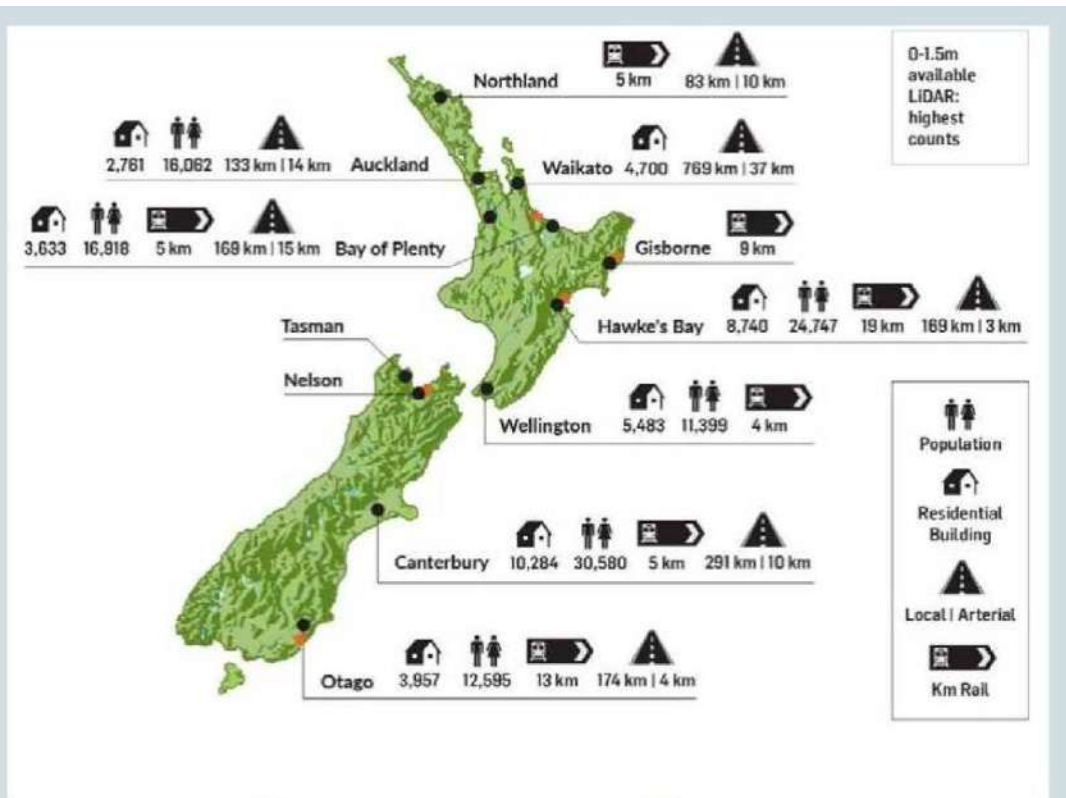 Northland
5 km 83 km | 10 km
0-1.5m
available
LiDAR:
highest
counts
2,761 16,062 133 km | 14 km Auckland
Waikato 4,700 769 km | 37 km
3,633 16,918 5 km 169 km | 15 km Bay of Plenty
Gisborne 9 km
Hawke's Bay 8,740 24,747 19 km 169 km | 3 km
Tasman
Nelson
Wellington 5,483 11,399 4 km
Canterbury 10,284 30,580 5 km 291 km | 10 km
Otago 3,957 12,595 13 km 174 km | 4 km
Population
Residential
Building
Local | Arterial
Km Rail